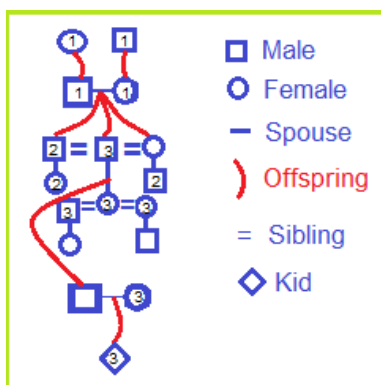 1 1
1 1
2 3
2 2
3 3 3
3
3
Male
Female
Spouse
Offspring
= Sibling
Kid